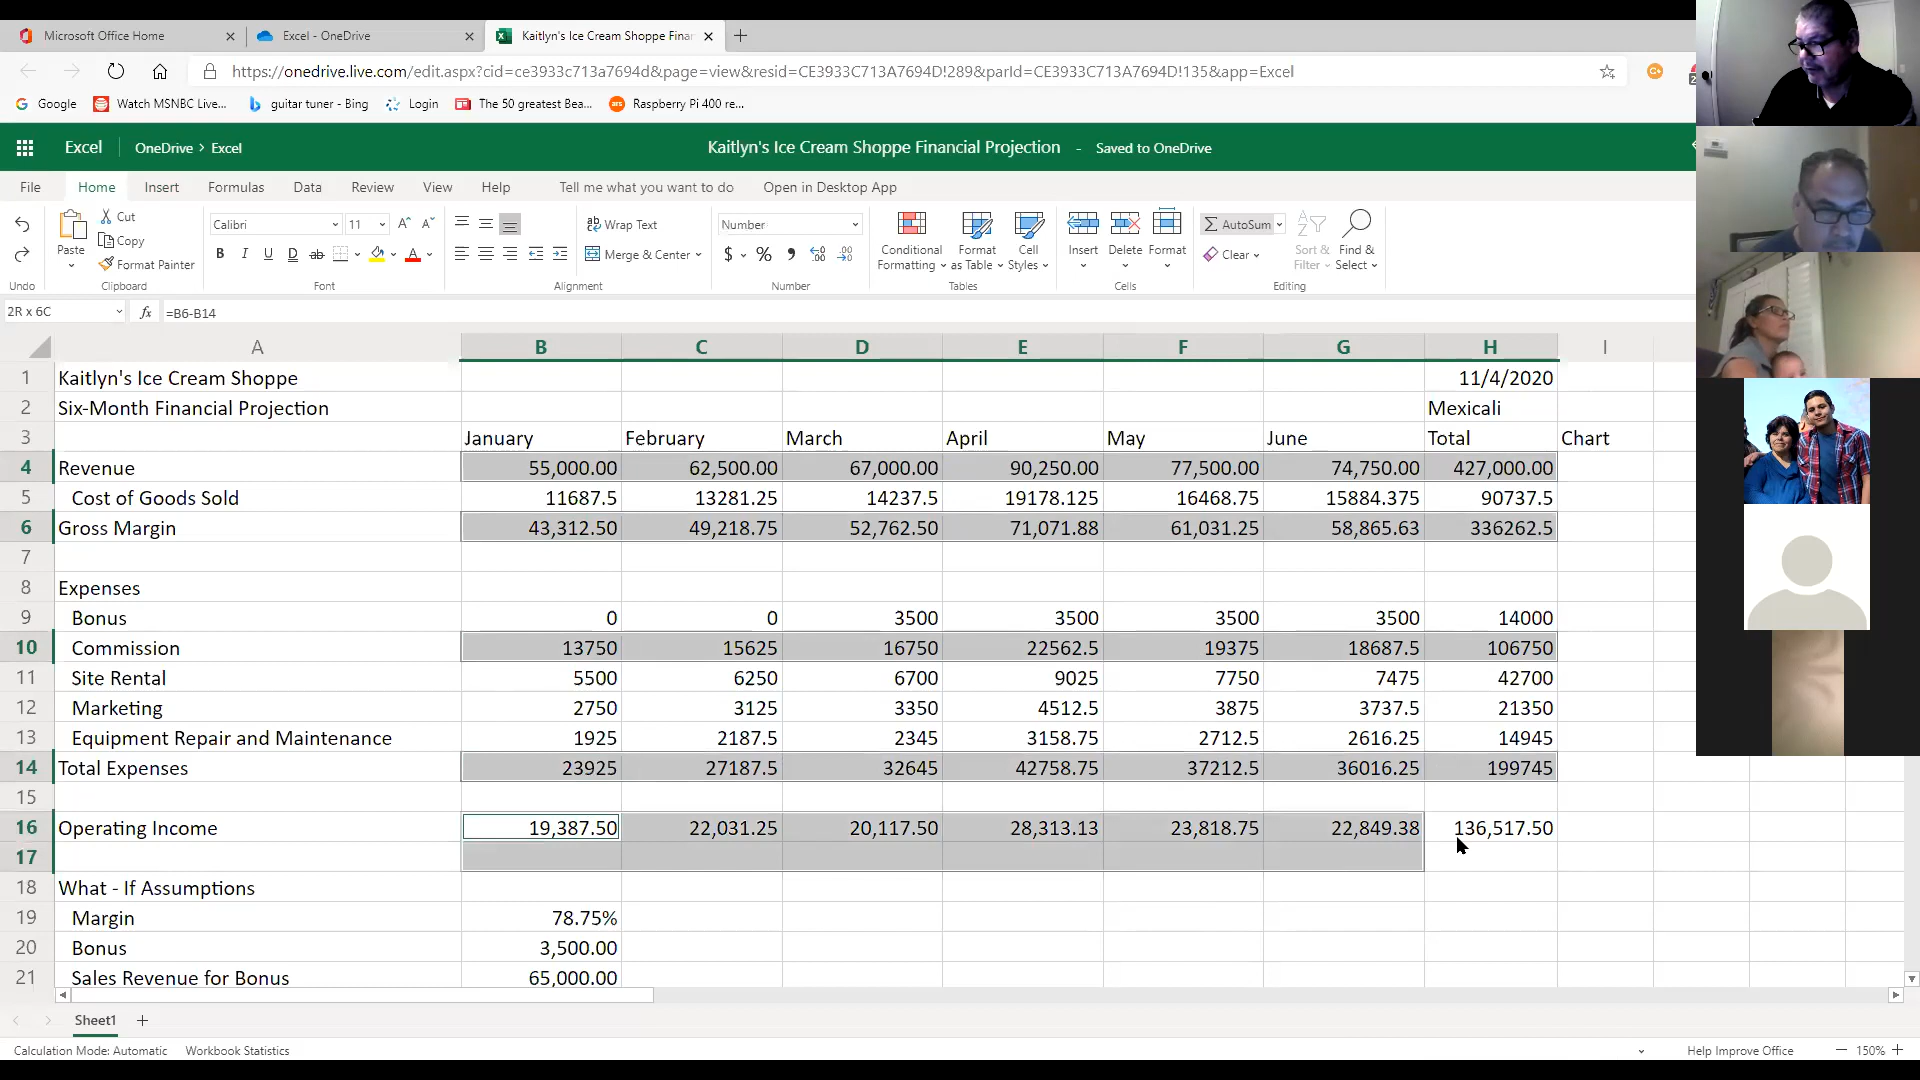 Microsoft Office Home
Excel - OneDrive
Kaitlyn's Ice Cream Shoppe Finar
https://onedrive.live.com/edit.aspx?cid=ce3933c713a7694d&page=view&resid=CE3933C713A7694D!289&parId=CE3933C713A7694D!135&app=Excel
Google Watch MSNBC Live... guitar tuner - Bing Login The 50 greatest Bea... Raspberry Pi 400 re...
Excel OneDrive > Excel Kaitlyn's Ice Cream Shoppe Financial Projection - Saved to OneDrive
File Home Insert Formulas Data Review View Help Tell me what you want to do Open in Desktop App
Cut Calibri 11 Wrap Text Number AutoSum
Paste Copy Conditional Formatting Format as Table Cell Styles Insert Delete Format Sort & Filter Find & Select
Format Painter B I U D ab Merge & Center $ % Clear
Undo Clipboard Font Alignment Number Tables Cells Editing
2R x 6C fx =B6-B14
A B C D E F G H I
1 Kaitlyn's Ice Cream Shoppe 11/4/2020
2 Six-Month Financial Projection Mexicali
3 January February March April May June Total Chart
4 Revenue 55,000.00 62,500.00 67,000.00 90,250.00 77,500.00 74,750.00 427,000.00
5 Cost of Goods Sold 11687.5 13281.25 14237.5 19178.125 16468.75 15884.375 90737.5
6 Gross Margin 43,312.50 49,218.75 52,762.50 71,071.88 61,031.25 58,865.63 336262.5
7
8 Expenses
9 Bonus 0 0 3500 3500 3500 3500 14000
10 Commission 13750 15625 16750 22562.5 19375 18687.5 106750
11 Site Rental 5500 6250 6700 9025 7750 7475 42700
12 Marketing 2750 3125 3350 4512.5 3875 3737.5 21350
13 Equipment Repair and Maintenance 1925 2187.5 2345 3158.75 2712.5 2616.25 14945
14 Total Expenses 23925 27187.5 32645 42758.75 37212.5 36016.25 199745
15
16 Operating Income 19,387.50 22,031.25 20,117.50 28,313.13 23,818.75 22,849.38 136,517.50
17
18 What - If Assumptions
19 Margin 78.75%
20 Bonus 3,500.00
21 Sales Revenue for Bonus 65,000.00
Sheet1
Calculation Mode: Automatic Workbook Statistics Help Improve Office 150%